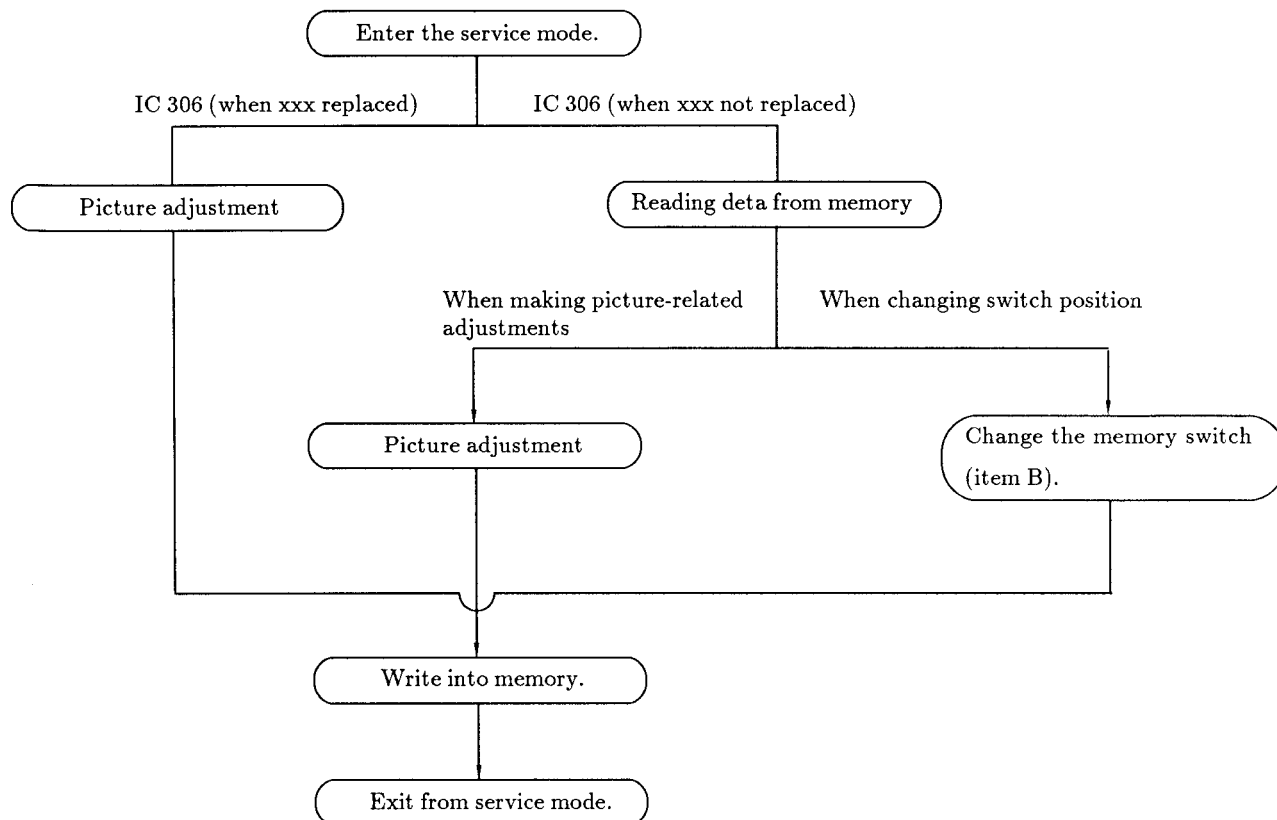 Enter the service mode.
IC 306 (when xxx replaced)
IC 306 (when xxx not replaced)
Picture adjustment
Reading deta from memory
When making picture-related
adjustments
When changing switch position
Picture adjustment
Change the memory switch
(item B).
Write into memory.
Exit from service mode.